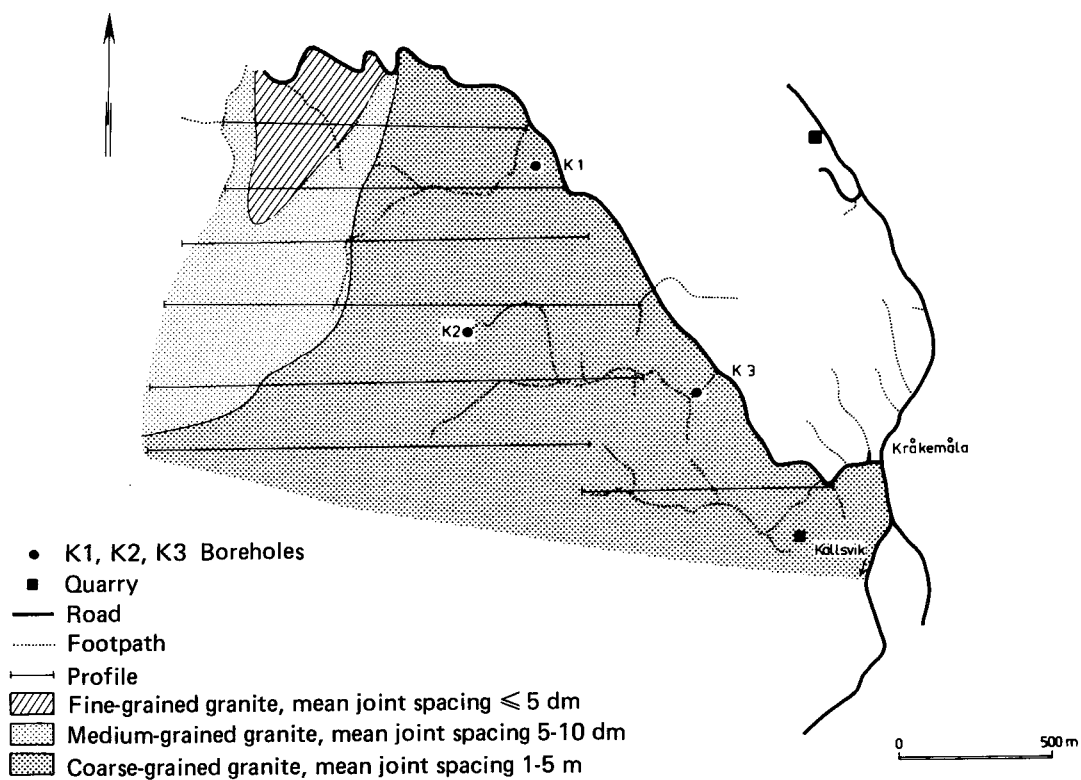 K1
K2
K3
Kråkemåla
Källsvik
K1, K2, K3 Boreholes
Quarry
Road
Footpath
Profile
Fine-grained granite, mean joint spacing ⩽ 5 dm
Medium-grained granite, mean joint spacing 5-10 dm
Coarse-grained granite, mean joint spacing 1-5 m
0 500 m